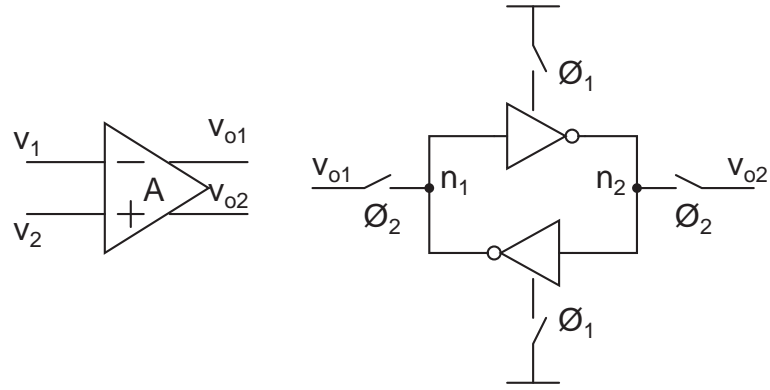 Ø₁
v₁
v₂
−
+
A
vₒ₁
vₒ₂
vₒ₁
n₁
n₂
vₒ₂
Ø₂
Ø₂
Ø₁